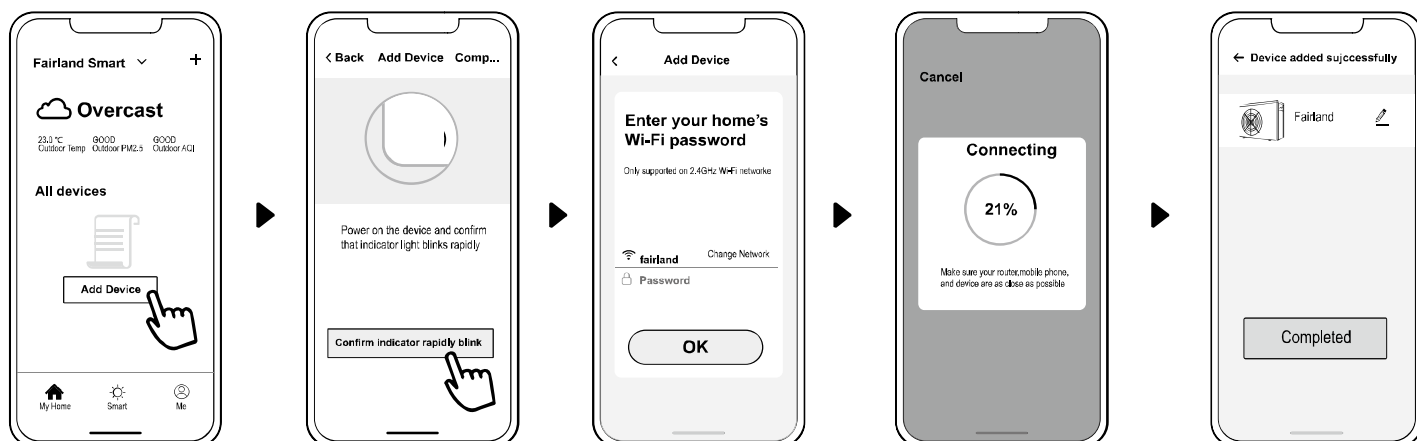 Fairland Smart
+
Overcast
23.0 °C GOOD GOOD
Outdoor Temp Outdoor PM2.5 Outdoor AQI
All devices
Add Device
My Home Smart Me
< Back Add Device Comp...
Power on the device and confirm
that indicator light blinks rapidly
Confirm indicator rapidly blink
< Add Device
Enter your home's
Wi-Fi password
Only supported on 2.4GHz Wi-Fi networke
fairland Change Network
Password
OK
Cancel
Connecting
21%
Make sure your router,mobile phone,
and device are as close as possible
← Device added sujccessfully
Fairland
Completed